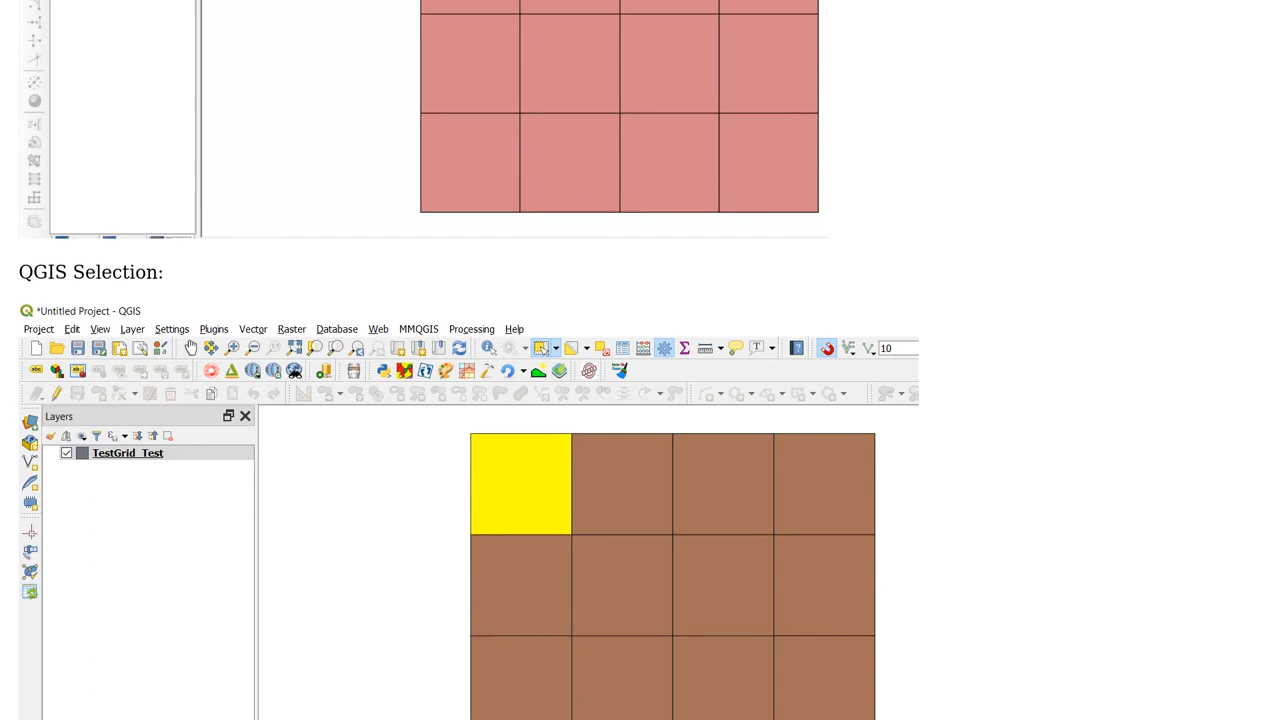 QGIS Selection:
*Untitled Project - QGIS
Project Edit View Layer Settings Plugins Vector Raster Database Web MMQGIS Processing Help
10
Layers
TestGrid_Test